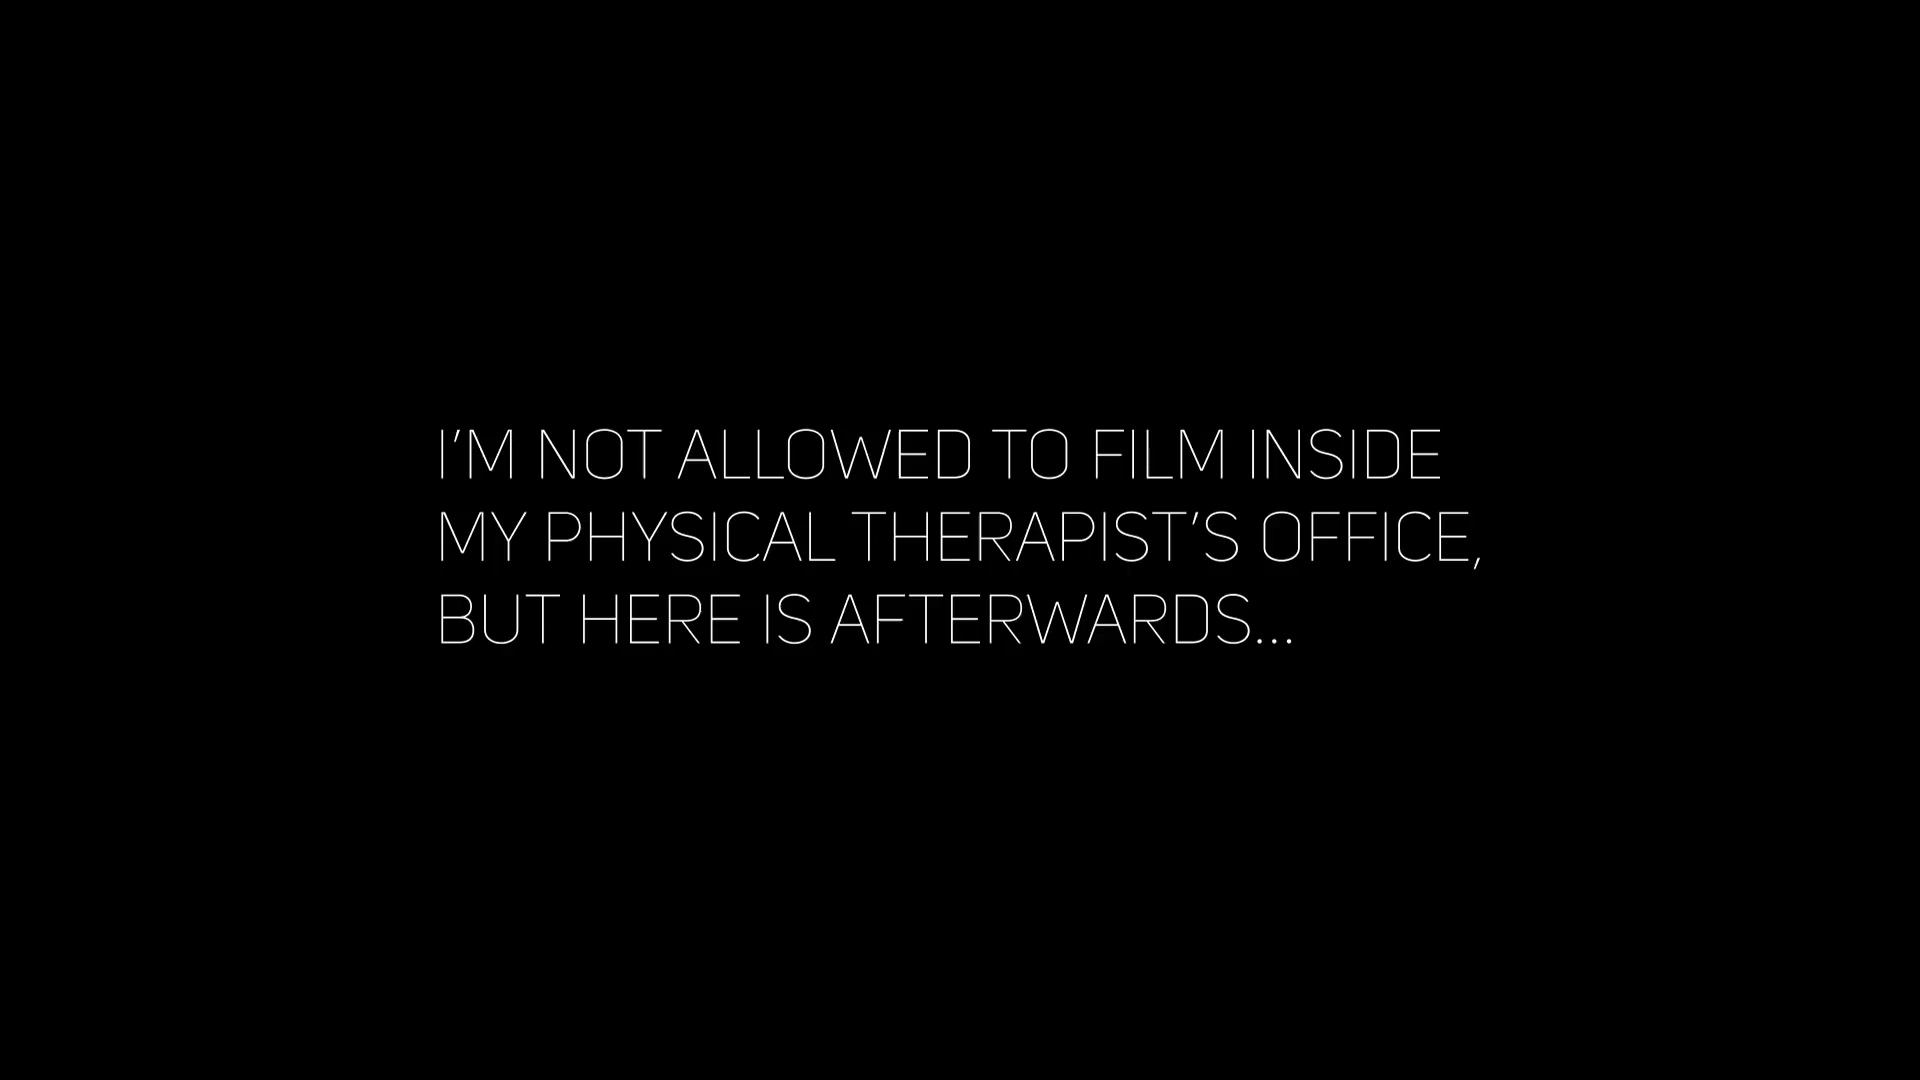 I'M NOT ALLOWED TO FILM INSIDE
MY PHYSICAL THERAPIST'S OFFICE,
BUT HERE IS AFTERWARDS...